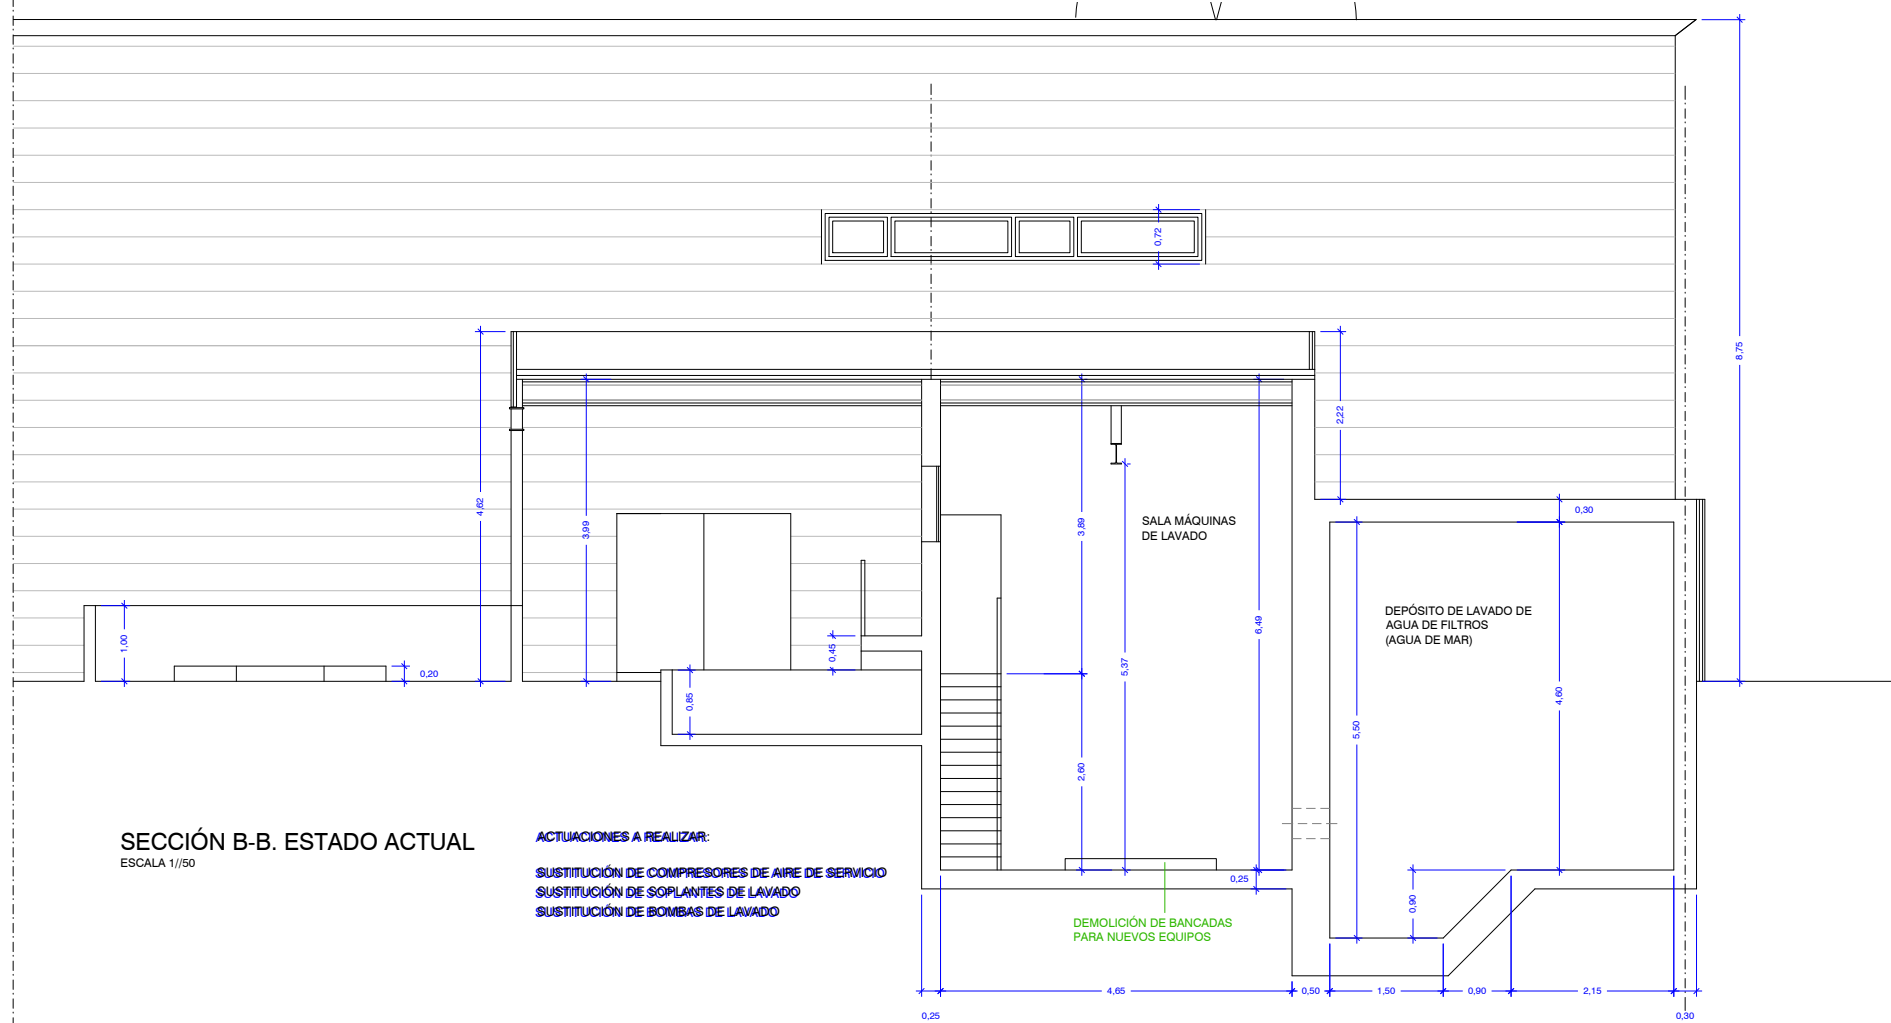 0,72
8,75
2,22
4,62
3,99
3,89
0,30
SALA MÁQUINAS
DE LAVADO
DEPÓSITO DE LAVADO DE
AGUA DE FILTROS
(AGUA DE MAR)
6,49
1,00
0,45
5,37
0,20
0,85
4,60
5,50
2,60
SECCIÓN B-B. ESTADO ACTUAL
ESCALA 1//50
ACTUACIONES A REALIZAR:
SUSTITUCIÓN DE COMPRESORES DE AIRE DE SERVICIO
SUSTITUCIÓN DE SOPLANTES DE LAVADO
SUSTITUCIÓN DE BOMBAS DE LAVADO
0,25
0,90
DEMOLICIÓN DE BANCADAS
PARA NUEVOS EQUIPOS
4,65
0,50
1,50
0,90
2,15
0,25
0,30